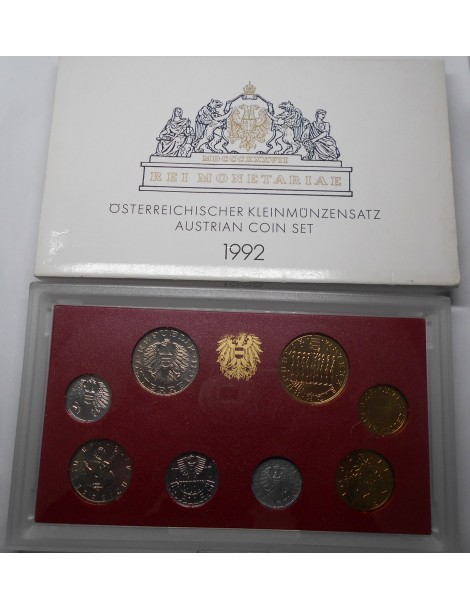 MDCCCXXXVII
REI MONETARIAE
ÖSTERREICHISCHER KLEINMÜNZENSATZ
AUSTRIAN COIN SET
1992